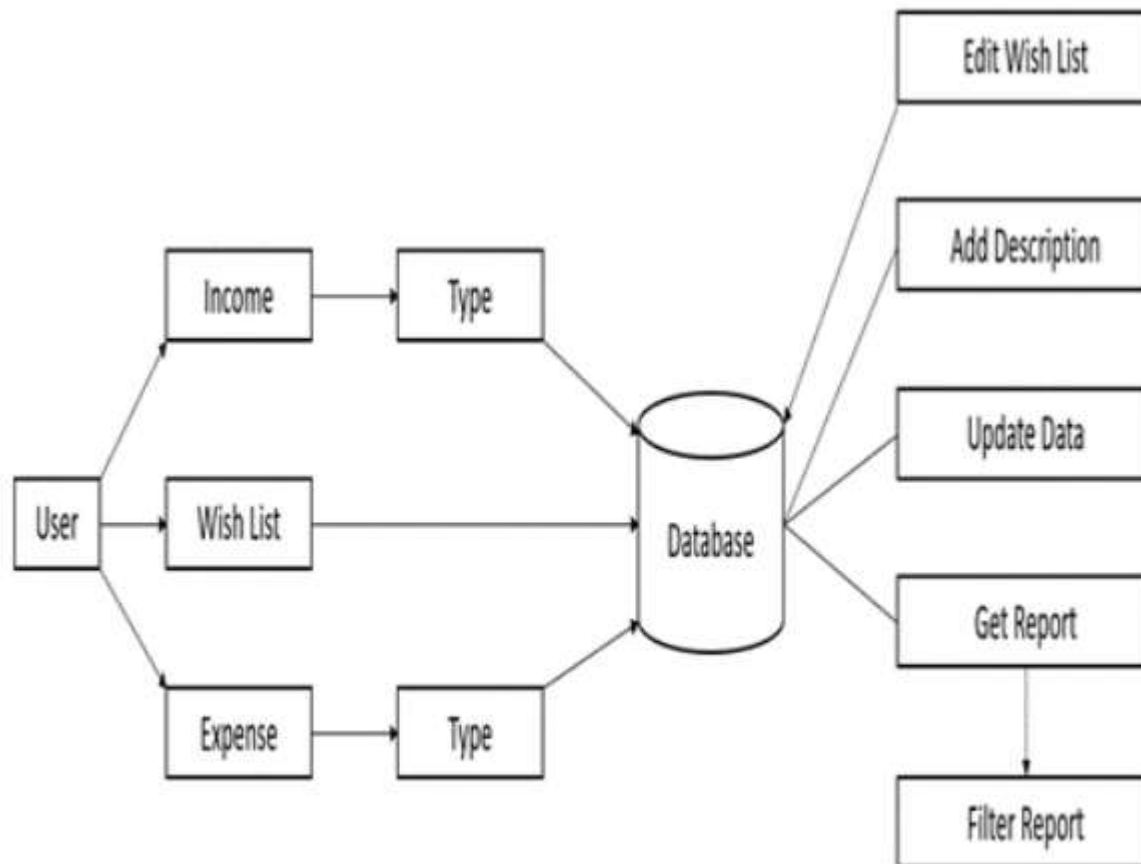 Edit Wish List
Add Description
Income
Type
Update Data
User
Wish List
Database
Get Report
Expense
Type
Filter Report